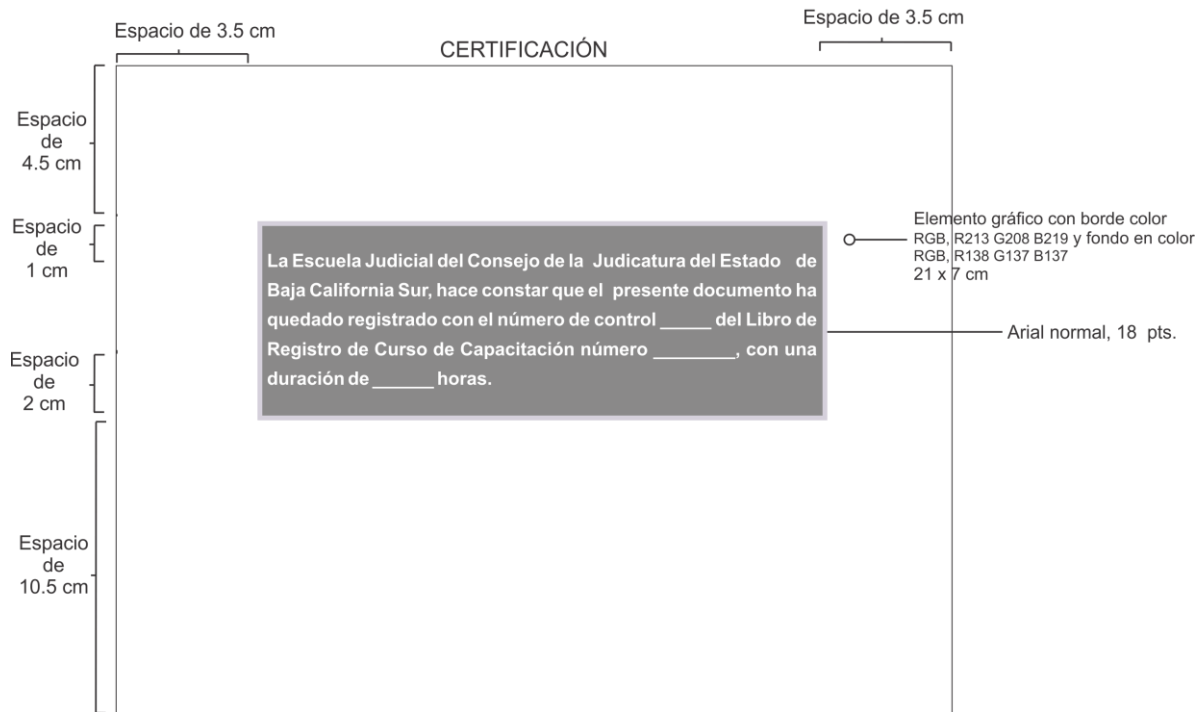 Espacio de 3.5 cm
Espacio de 3.5 cm
CERTIFICACIÓN
Espacio
de
4.5 cm
Espacio
de
1 cm
Elemento gráfico con borde color
RGB, R213 G208 B219 y fondo en color
RGB, R138 G137 B137
21 x 7 cm
La Escuela Judicial del Consejo de la Judicatura del Estado de
Baja California Sur, hace constar que el presente documento ha
quedado registrado con el número de control _____ del Libro de
Registro de Curso de Capacitación número ________, con una
duración de ______ horas.
Arial normal, 18 pts.
Espacio
de
2 cm
Espacio
de
10.5 cm